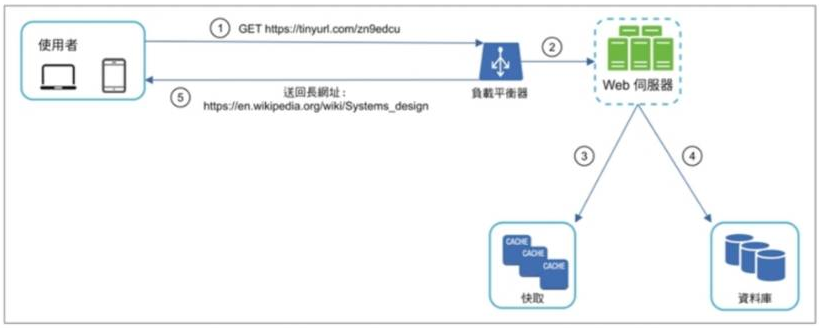 使用者
① GET https://tinyurl.com/zn9edcu
②
Web 伺服器
負載平衡器
⑤
送回長網址：
https://en.wikipedia.org/wiki/Systems_design
③
④
CACHE
CACHE
CACHE
快取
資料庫